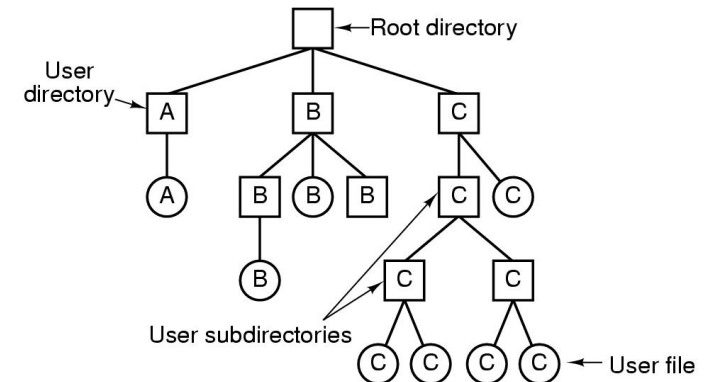 Root directory
User
directory
A B C
A B B B C C
B C C
User subdirectories
C C C C User file